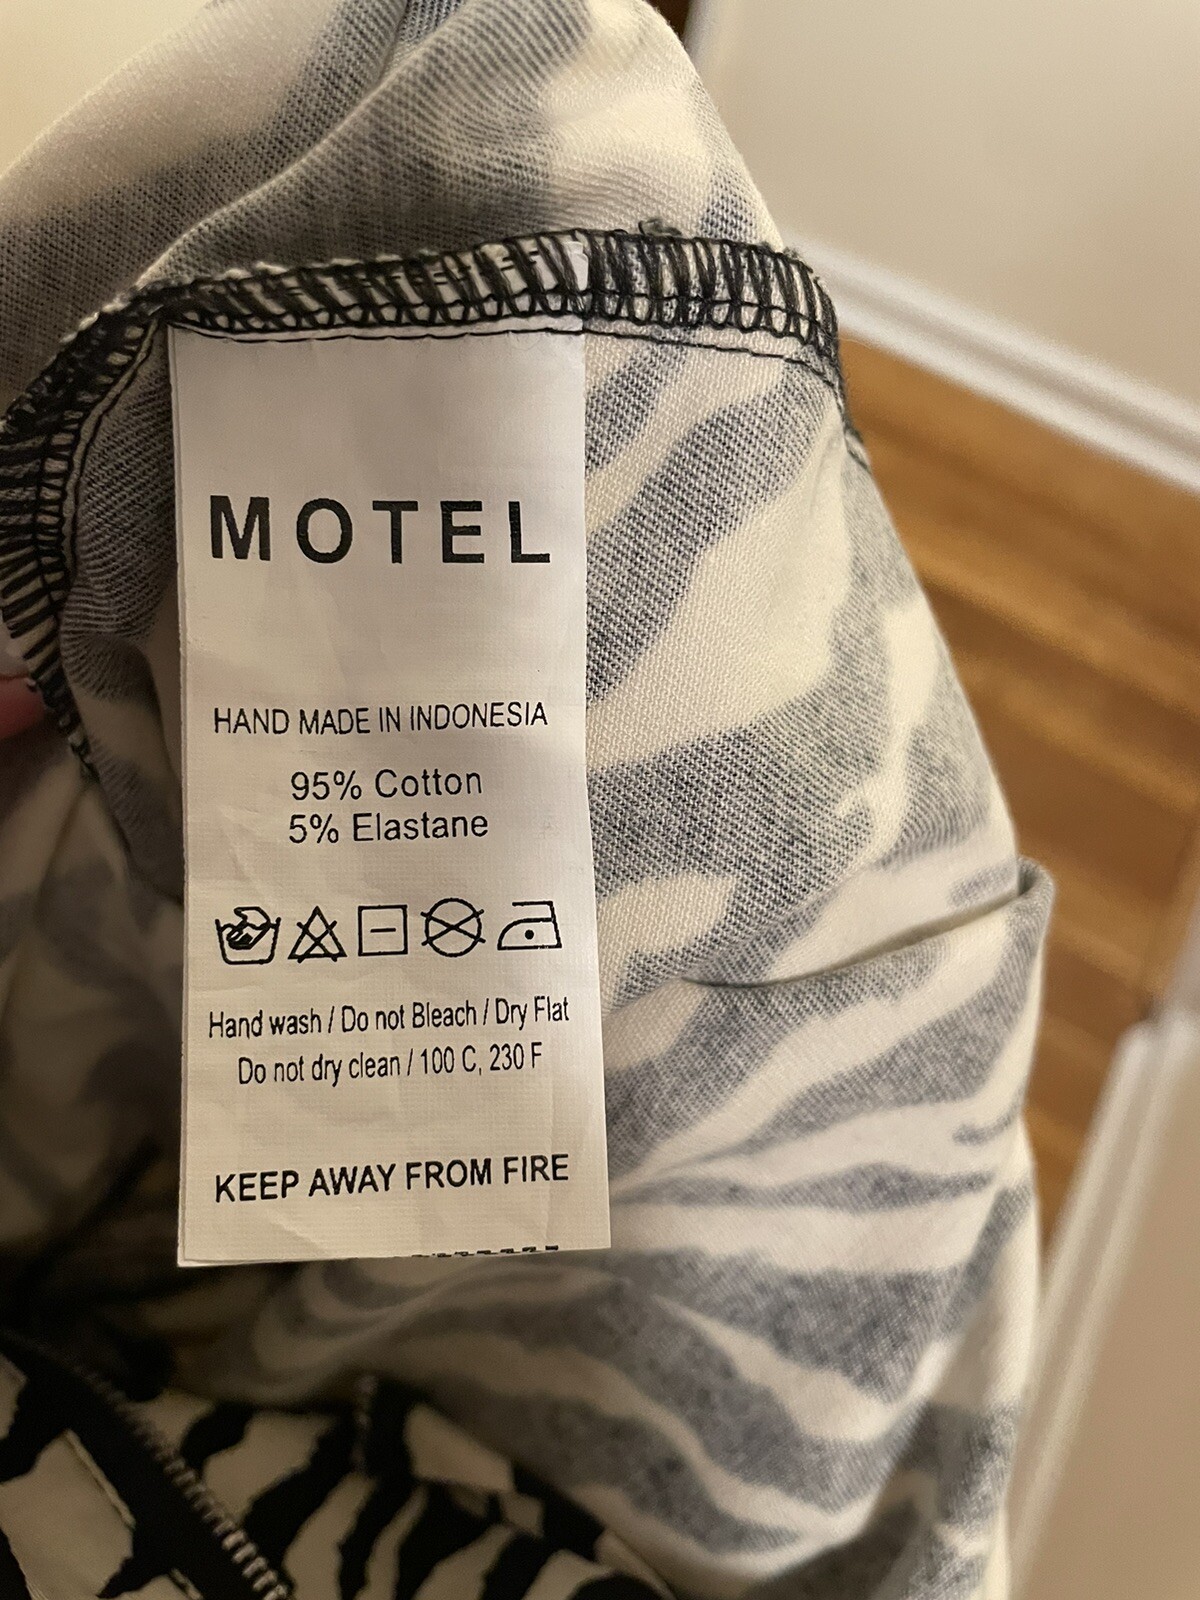 MOTEL
HAND MADE IN INDONESIA
95% Cotton
5% Elastane
Hand wash / Do not Bleach / Dry Flat
Do not dry clean / 100 C, 230 F
KEEP AWAY FROM FIRE